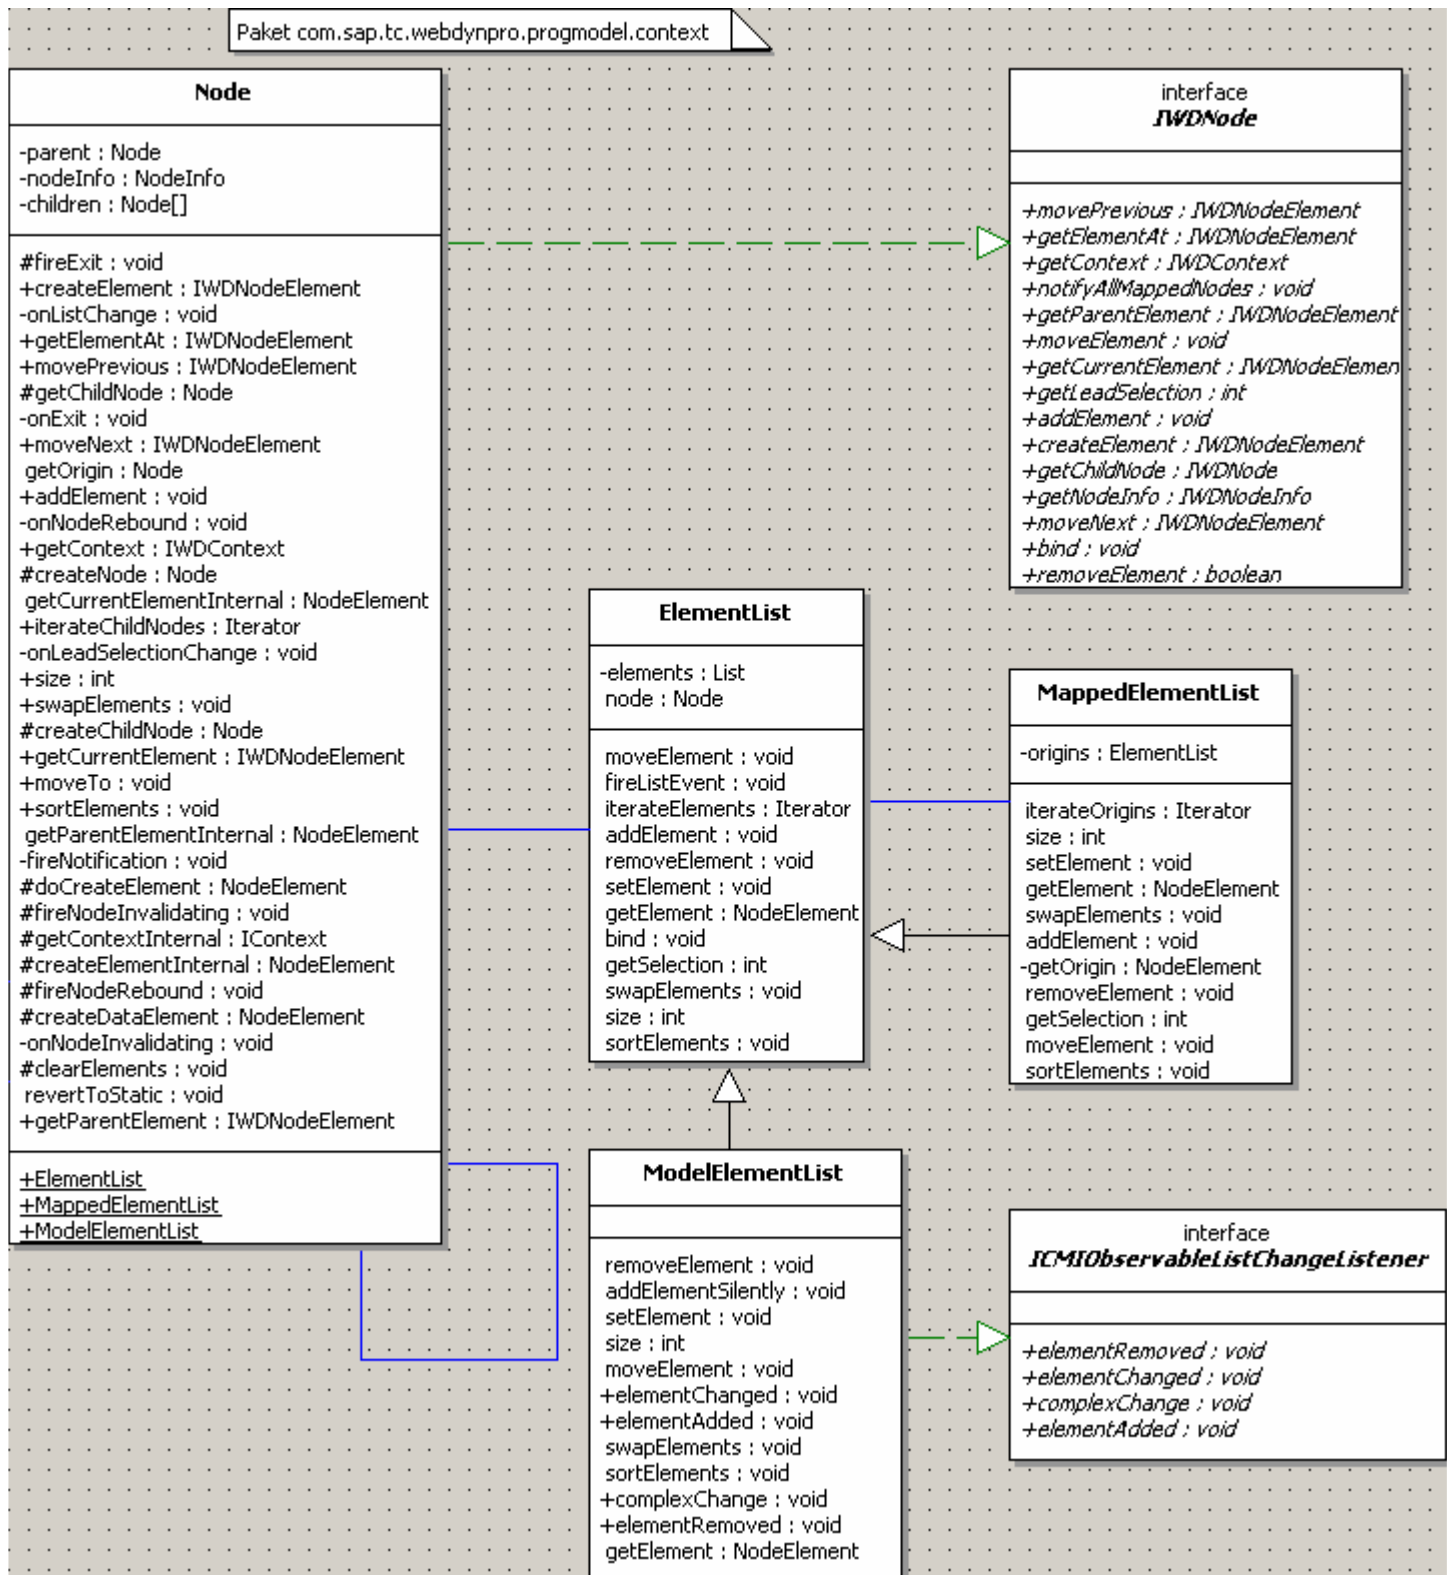 Paket com.sap.tc.webdynpro.progmodel.context
Node
-parent : Node
-nodeInfo : NodeInfo
-children : Node[]
#fireExit : void
+createElement : IWDNodeElement
-onListChange : void
+getElementAt : IWDNodeElement
+movePrevious : IWDNodeElement
#getChildNode : Node
-onExit : void
+moveNext : IWDNodeElement
getOrigin : Node
+addElement : void
-onNodeRebound : void
+getContext : IWDContext
#createNode : Node
getCurrentElementInternal : NodeElement
+iterateChildNodes : Iterator
-onLeadSelectionChange : void
+size : int
+swapElements : void
#createChildNode : Node
+getCurrentElement : IWDNodeElement
+moveTo : void
+sortElements : void
getParentElementInternal : NodeElement
-fireNotification : void
#doCreateElement : NodeElement
#fireNodeInvalidating : void
#getContextInternal : IContext
#createElementInternal : NodeElement
#fireNodeRebound : void
#createDataElement : NodeElement
-onNodeInvalidating : void
#clearElements : void
revertToStatic : void
+getParentElement : IWDNodeElement
+ElementList
+MappedElementList
+ModelElementList
interface
IWDNode
+movePrevious : IWDNodeElement
+getElementAt : IWDNodeElement
+getContext : IWDContext
+notifyAllMappedNodes : void
+getParentElement : IWDNodeElement
+moveElement : void
+getCurrentElement : IWDNodeElemen
+getLeadSelection : int
+addElement : void
+createElement : IWDNodeElement
+getChildNode : IWDNode
+getNodeInfo : IWDNodeInfo
+moveNext : IWDNodeElement
+bind : void
+removeElement : boolean
ElementList
-elements : List
node : Node
moveElement : void
fireListEvent : void
iterateElements : Iterator
addElement : void
removeElement : void
setElement : void
getElement : NodeElement
bind : void
getSelection : int
swapElements : void
size : int
sortElements : void
MappedElementList
-origins : ElementList
iterateOrigins : Iterator
size : int
setElement : void
getElement : NodeElement
swapElements : void
addElement : void
-getOrigin : NodeElement
removeElement : void
getSelection : int
moveElement : void
sortElements : void
ModelElementList
removeElement : void
addElementSilently : void
setElement : void
size : int
moveElement : void
+elementChanged : void
+elementAdded : void
swapElements : void
sortElements : void
+complexChange : void
+elementRemoved : void
getElement : NodeElement
interface
ICMIObservableListChangeListener
+elementRemoved : void
+elementChanged : void
+complexChange : void
+elementAdded : void